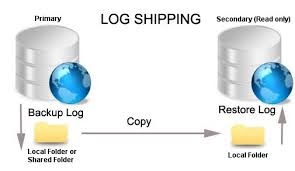 Primary
LOG SHIPPING
Secondary (Read only)
Backup Log
Restore Log
Copy
Local Folder or
Shared Folder
Local Folder